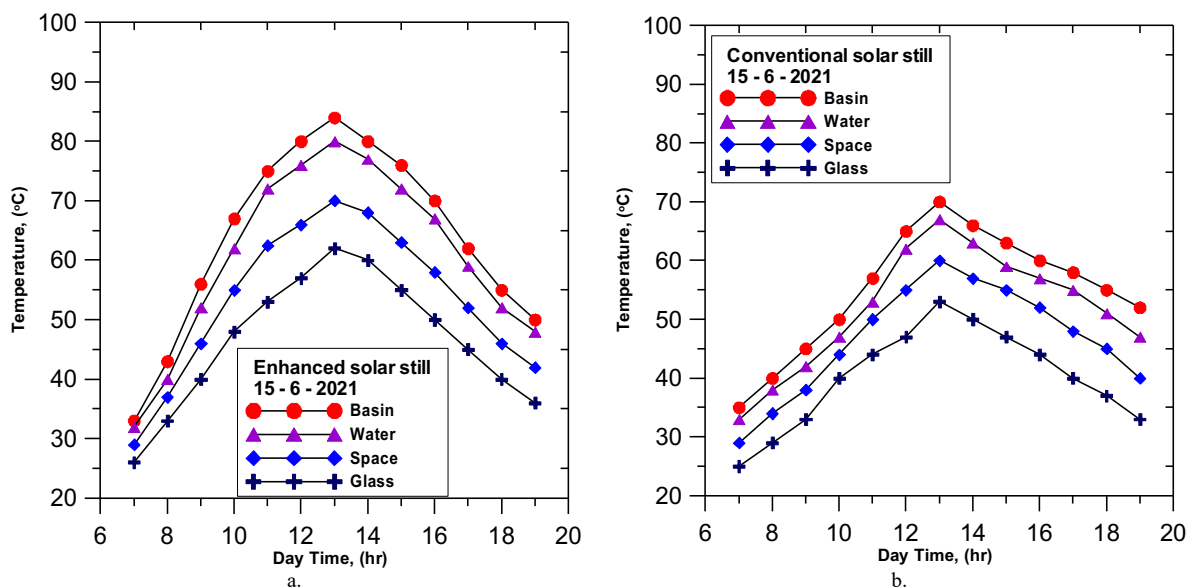 100
90
80
70
60
50
40
30
20
Temperature, (°C)
Enhanced solar still
15 - 6 - 2021
Basin
Water
Space
Glass
6 8 10 12 14 16 18 20
Day Time, (hr)
a.
100
90
80
70
60
50
40
30
20
Temperature, (°C)
Conventional solar still
15 - 6 - 2021
Basin
Water
Space
Glass
6 8 10 12 14 16 18 20
Day Time, (hr)
b.